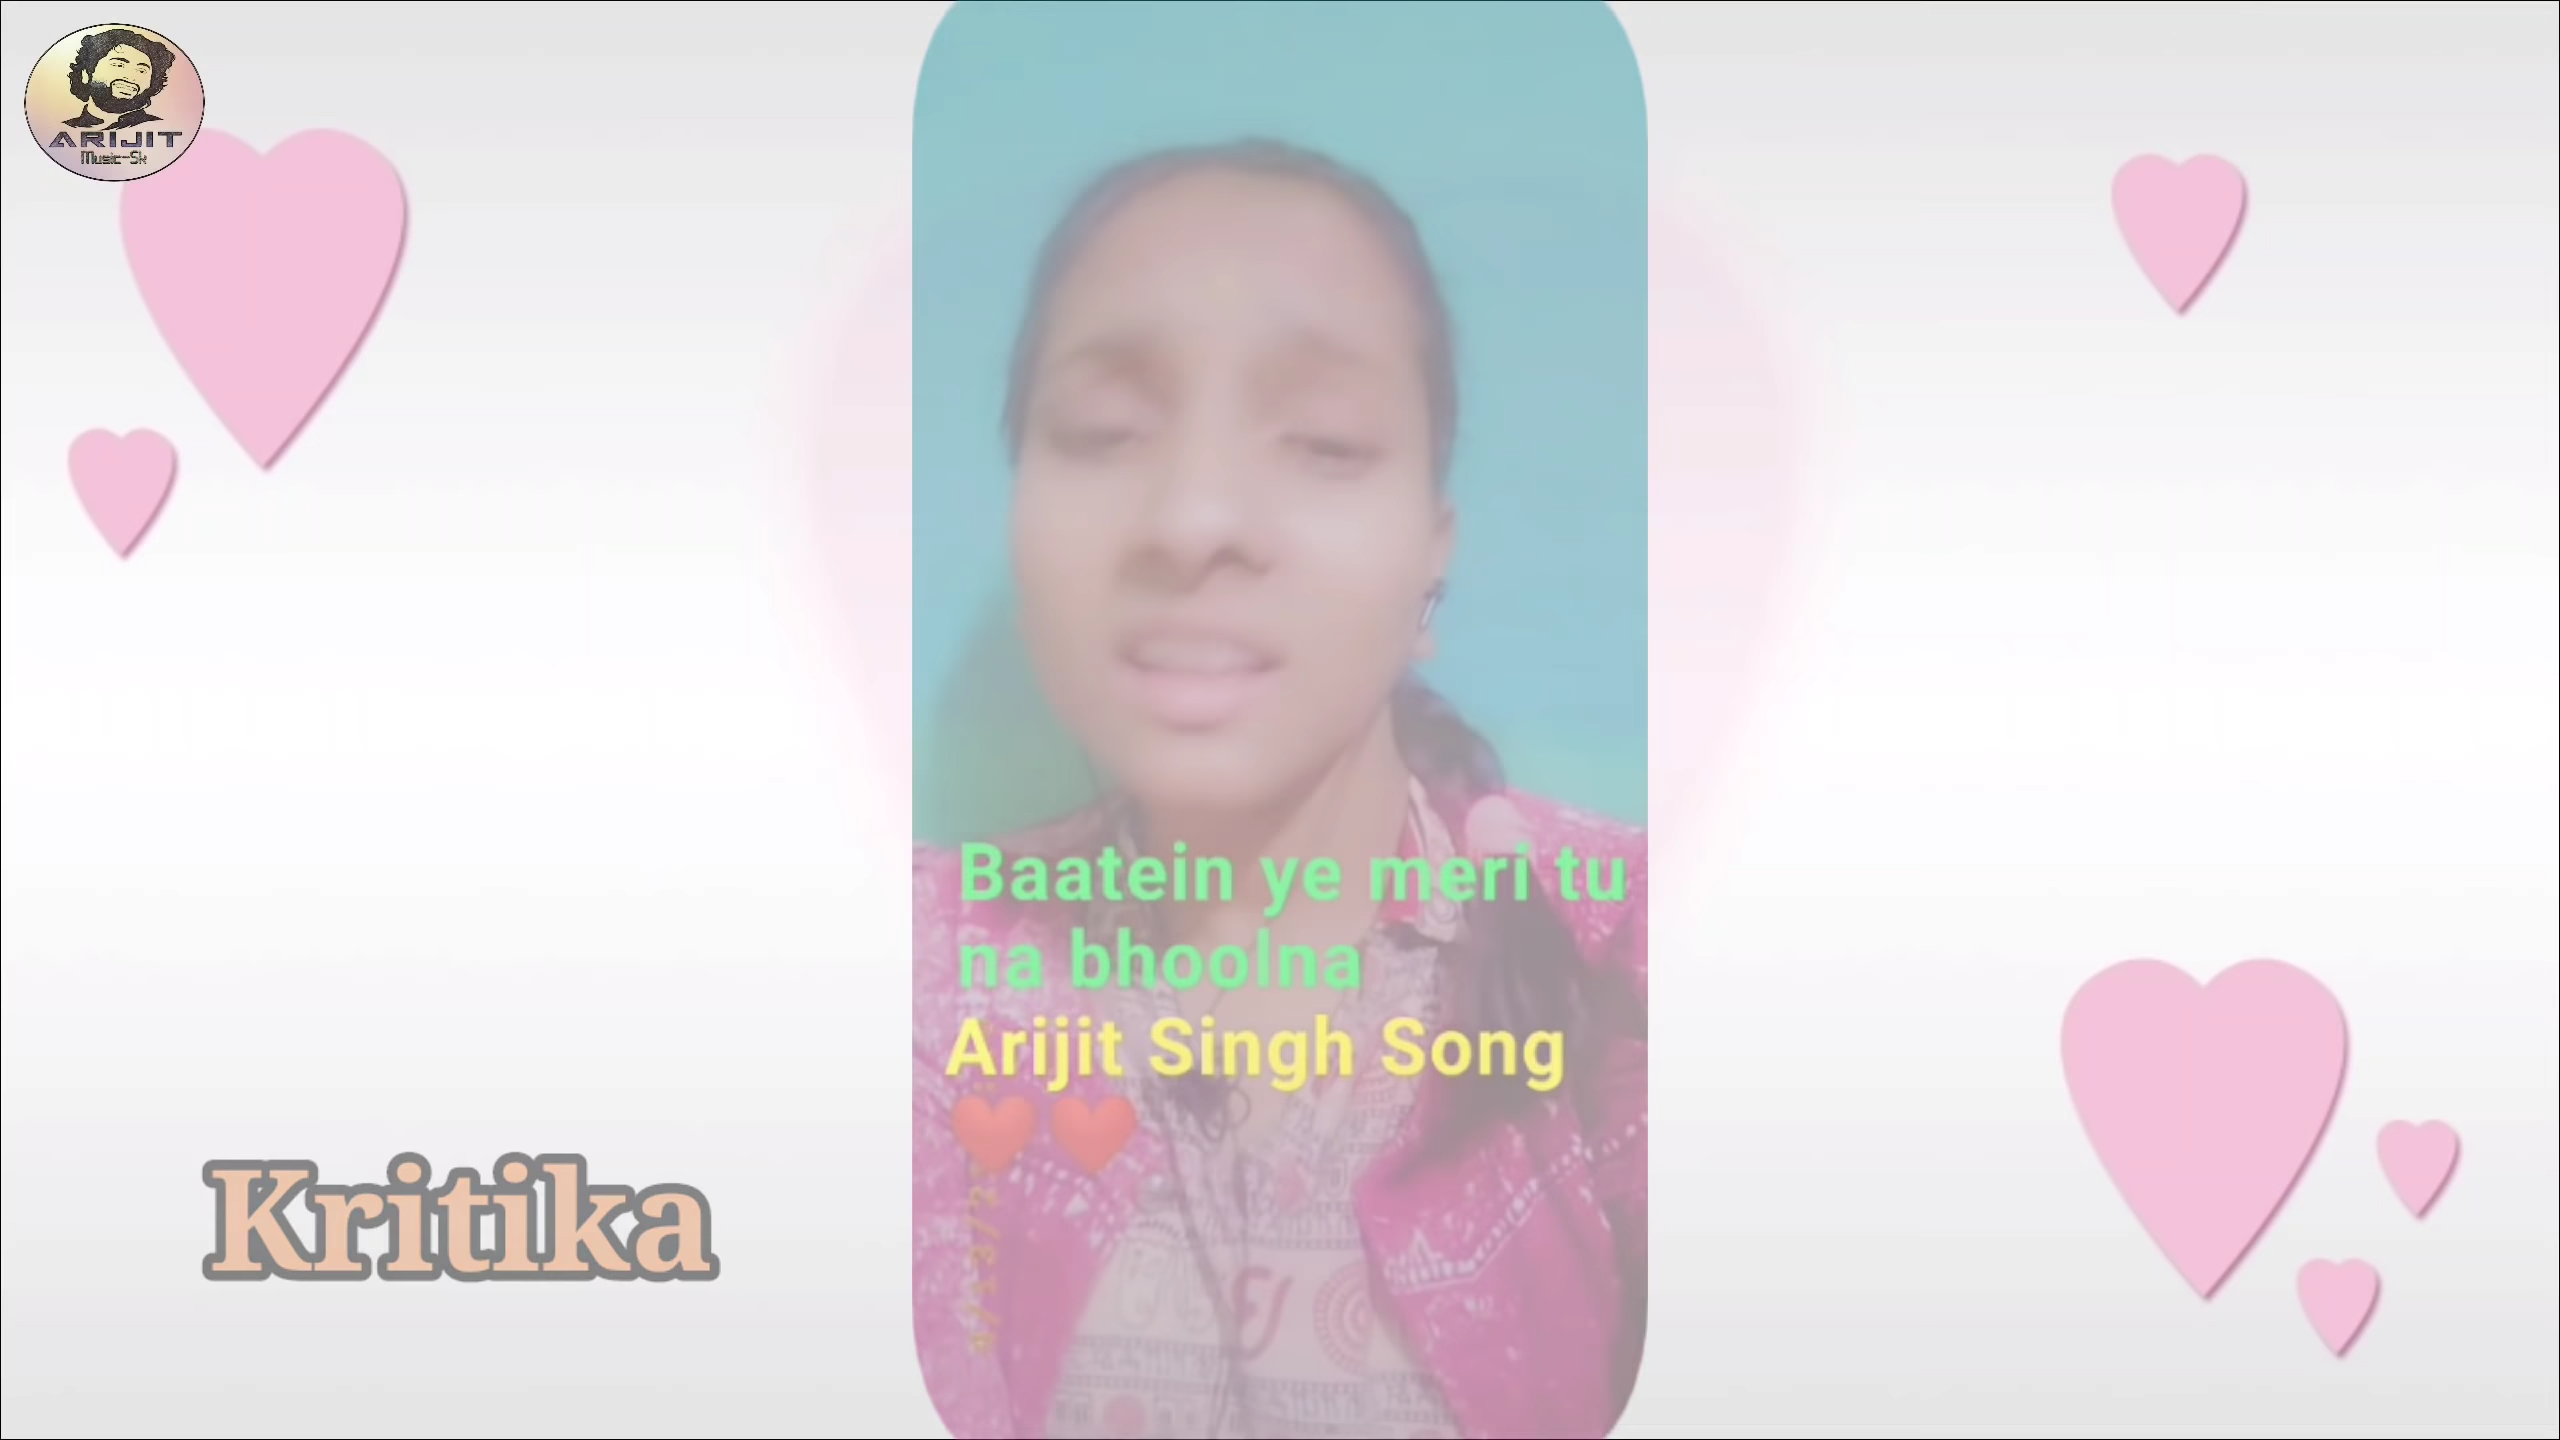 ARIJIT
Music-Sk
Baatein ye meri tu
na bhoolna
Arijit Singh Song
Kritika